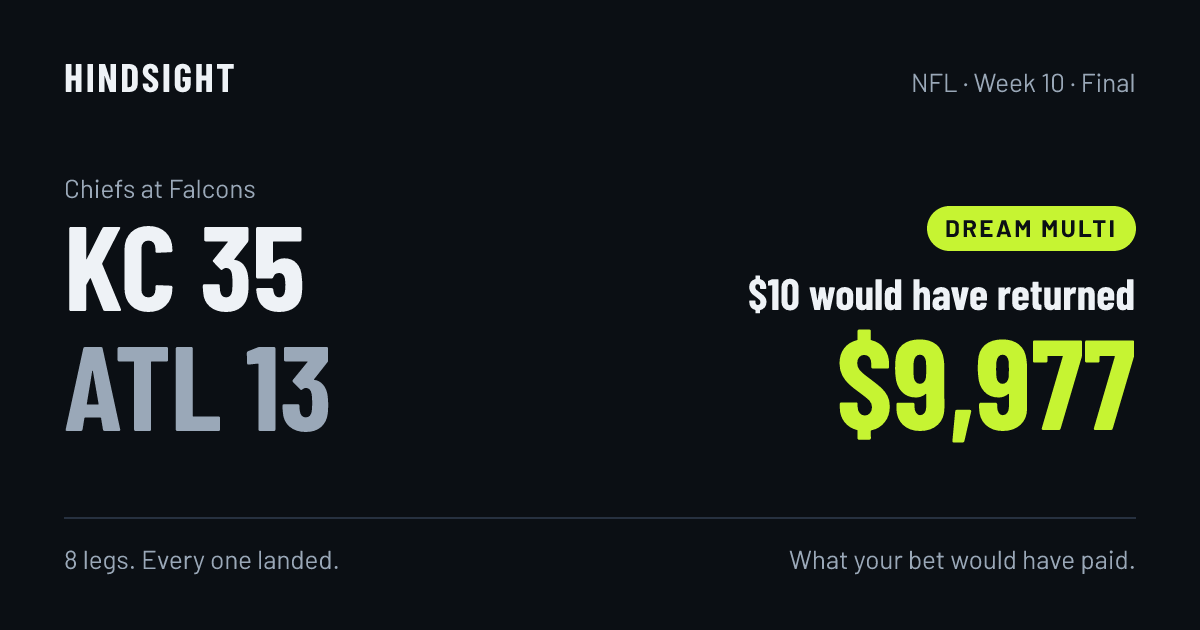 HINDSIGHT
NFL · Week 10 · Final
Chiefs at Falcons
KC 35
ATL 13
DREAM MULTI
$10 would have returned
$9,977
8 legs. Every one landed.
What your bet would have paid.